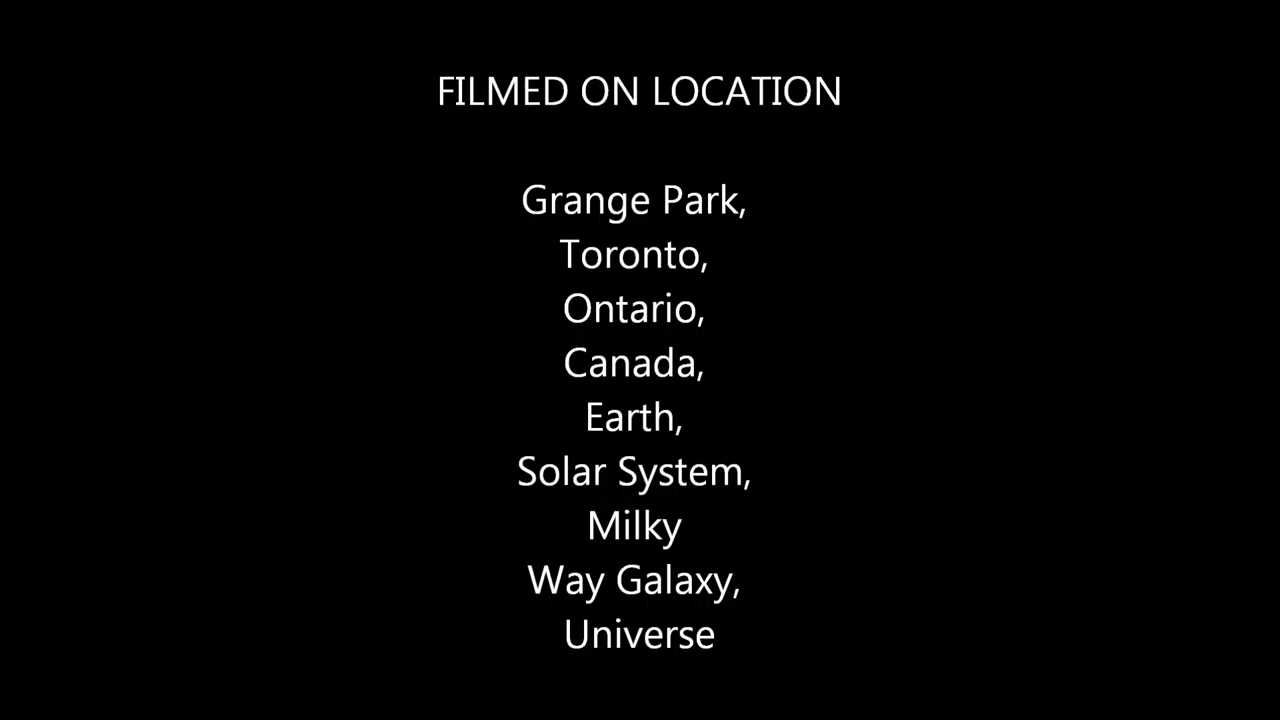 FILMED ON LOCATION
Grange Park,
Toronto,
Ontario,
Canada,
Earth,
Solar System,
Milky
Way Galaxy,
Universe